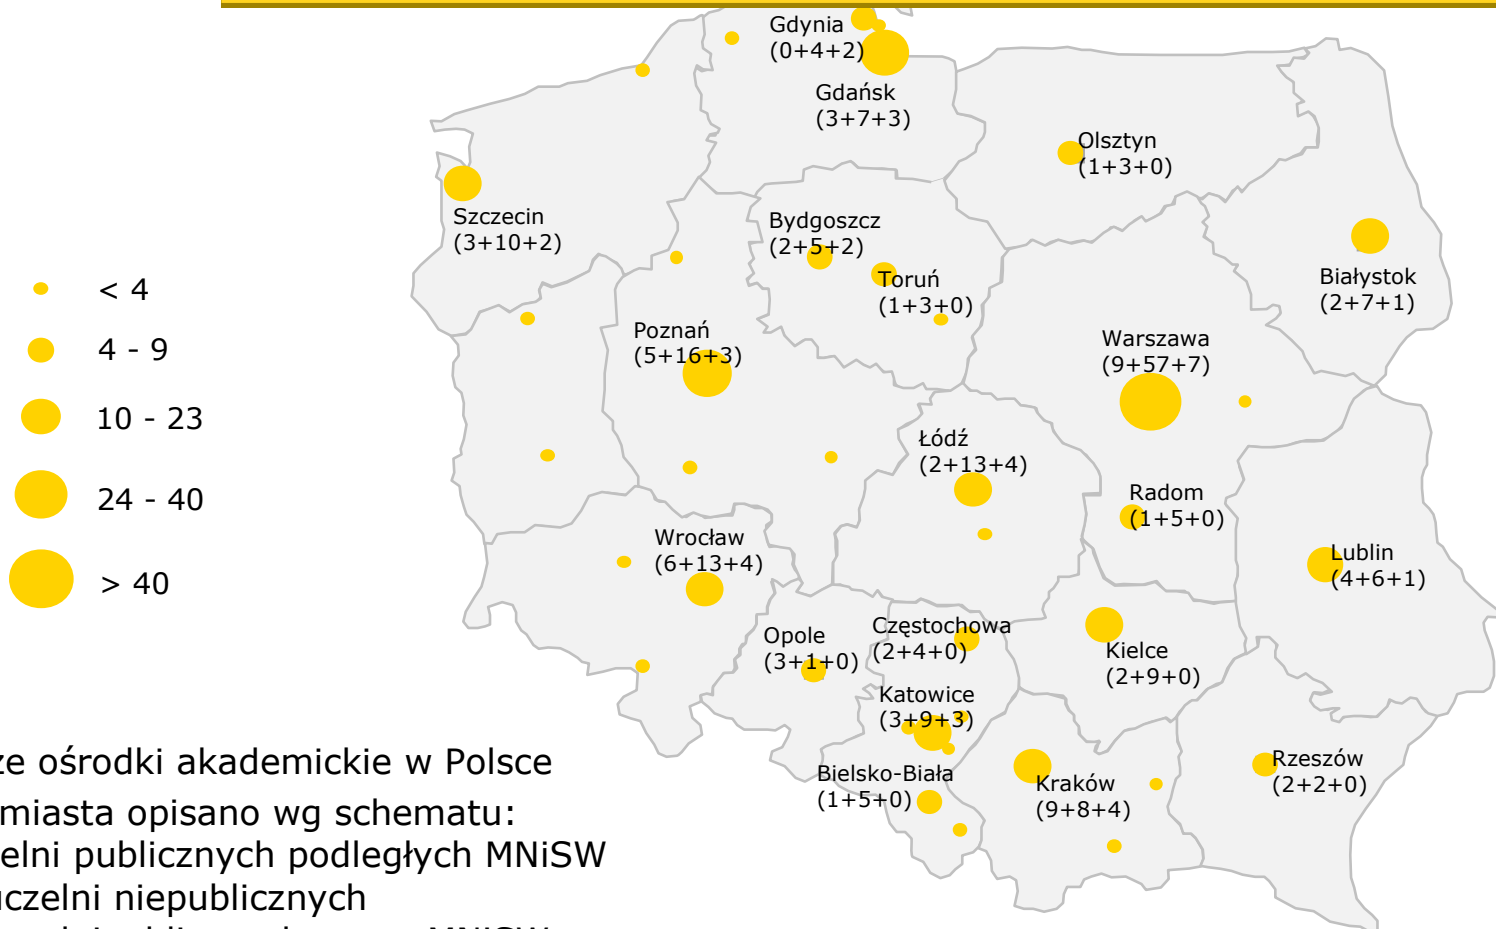 Gdynia
(0+4+2)
Gdańsk
(3+7+3)
Olsztyn
(1+3+0)
Szczecin
(3+10+2)
Bydgoszcz
(2+5+2)
Toruń
(1+3+0)
Białystok
(2+7+1)
< 4
4 - 9
10 - 23
24 - 40
> 40
Poznań
(5+16+3)
Warszawa
(9+57+7)
Łódź
(2+13+4)
Radom
(1+5+0)
Wrocław
(6+13+4)
Lublin
(4+6+1)
Opole
(3+1+0)
Częstochowa
(2+4+0)
Kielce
(2+9+0)
Katowice
(3+9+3)
Bielsko-Biała
(1+5+0)
Kraków
(9+8+4)
Rzeszów
(2+2+0)
ze ośrodki akademickie w Polsce
miasta opisano wg schematu:
elni publicznych podległych MNiSW
uczelni niepublicznych